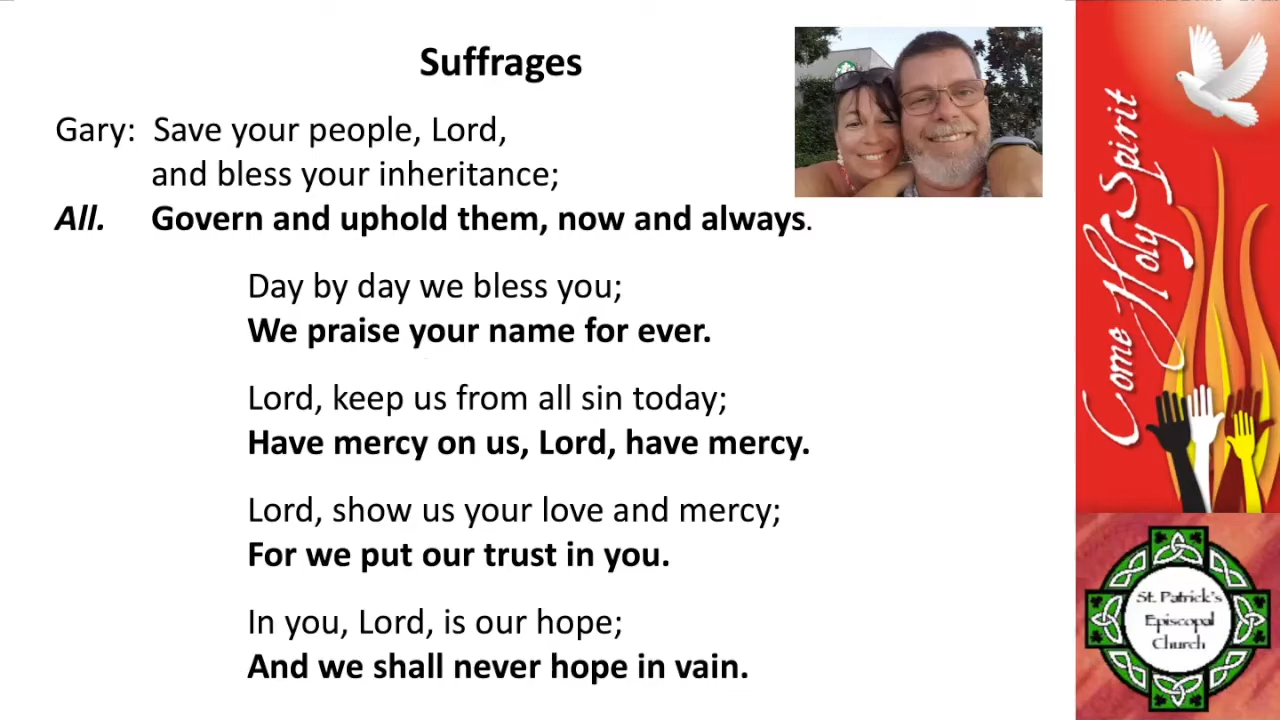 Suffrages
Gary: Save your people, Lord,
and bless your inheritance;
All. Govern and uphold them, now and always.
Day by day we bless you;
We praise your name for ever.
Lord, keep us from all sin today;
Have mercy on us, Lord, have mercy.
Lord, show us your love and mercy;
For we put our trust in you.
In you, Lord, is our hope;
And we shall never hope in vain.
Come Holy Spirit
St. Patrick's
Episcopal
Church